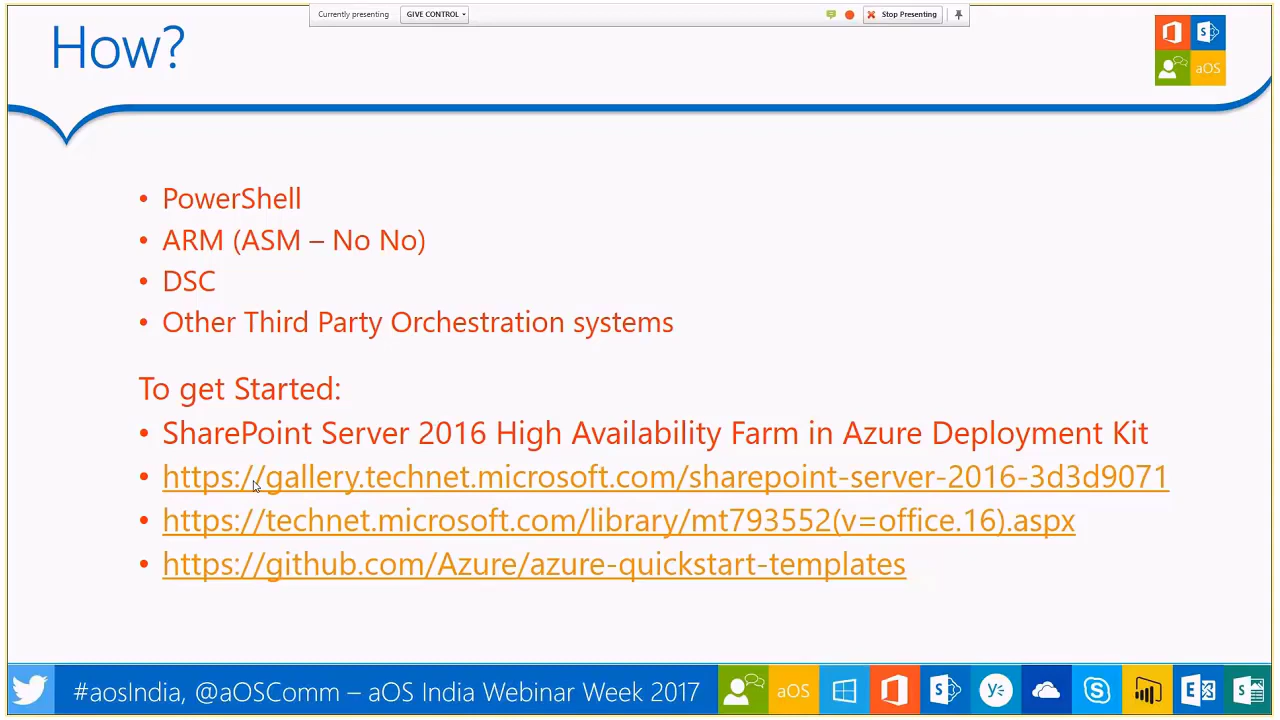 Currently presenting GIVE CONTROL Stop Presenting
How?
aOS
• PowerShell
• ARM (ASM – No No)
• DSC
• Other Third Party Orchestration systems
To get Started:
• SharePoint Server 2016 High Availability Farm in Azure Deployment Kit
• https://gallery.technet.microsoft.com/sharepoint-server-2016-3d3d9071
• https://technet.microsoft.com/library/mt793552(v=office.16).aspx
• https://github.com/Azure/azure-quickstart-templates
#aosIndia, @aOSComm – aOS India Webinar Week 2017 aOS